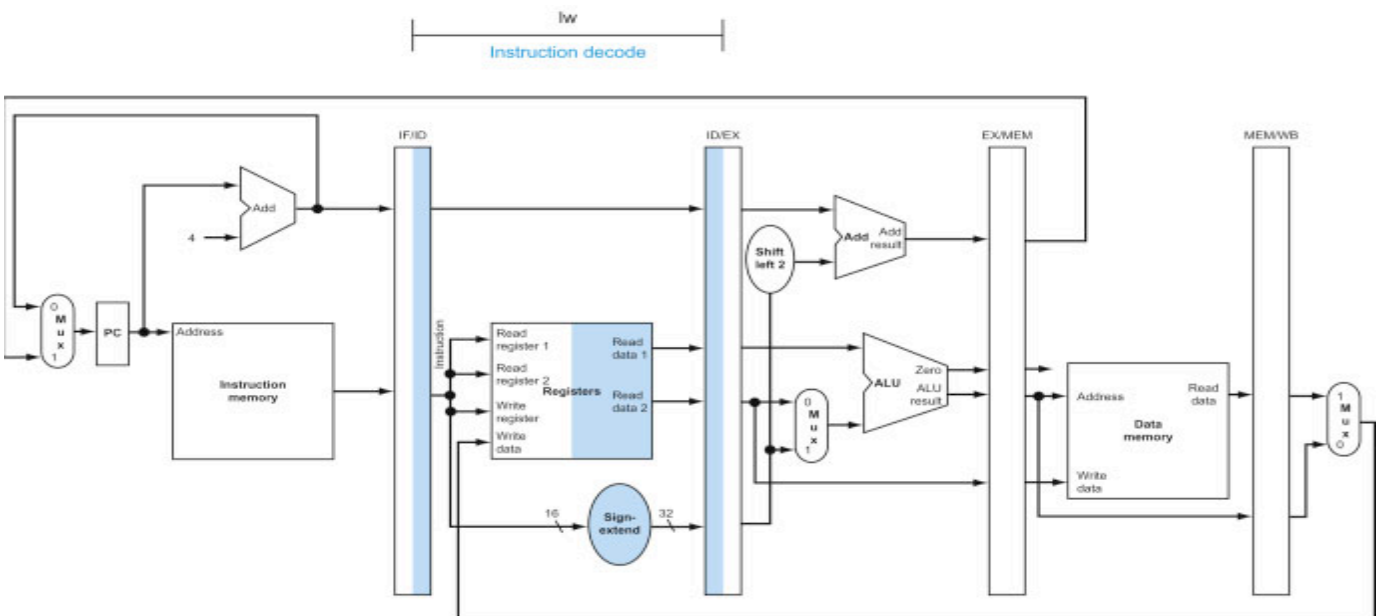 lw
Instruction decode
IF/ID
ID/EX
EX/MEM
MEM/WB
Add
4
Add
Add
result
Shift
left 2
0
M
u
x
1
PC
Address
Instruction
memory
Instruction
Read
register 1
Read
register 2
Write
register
Write
data
Registers
Read
data 1
Read
data 2
16
Sign-
extend
32
0
M
u
x
1
Zero
ALU
ALU
result
Address
Write
data
Data
memory
Read
data
1
M
u
x
0